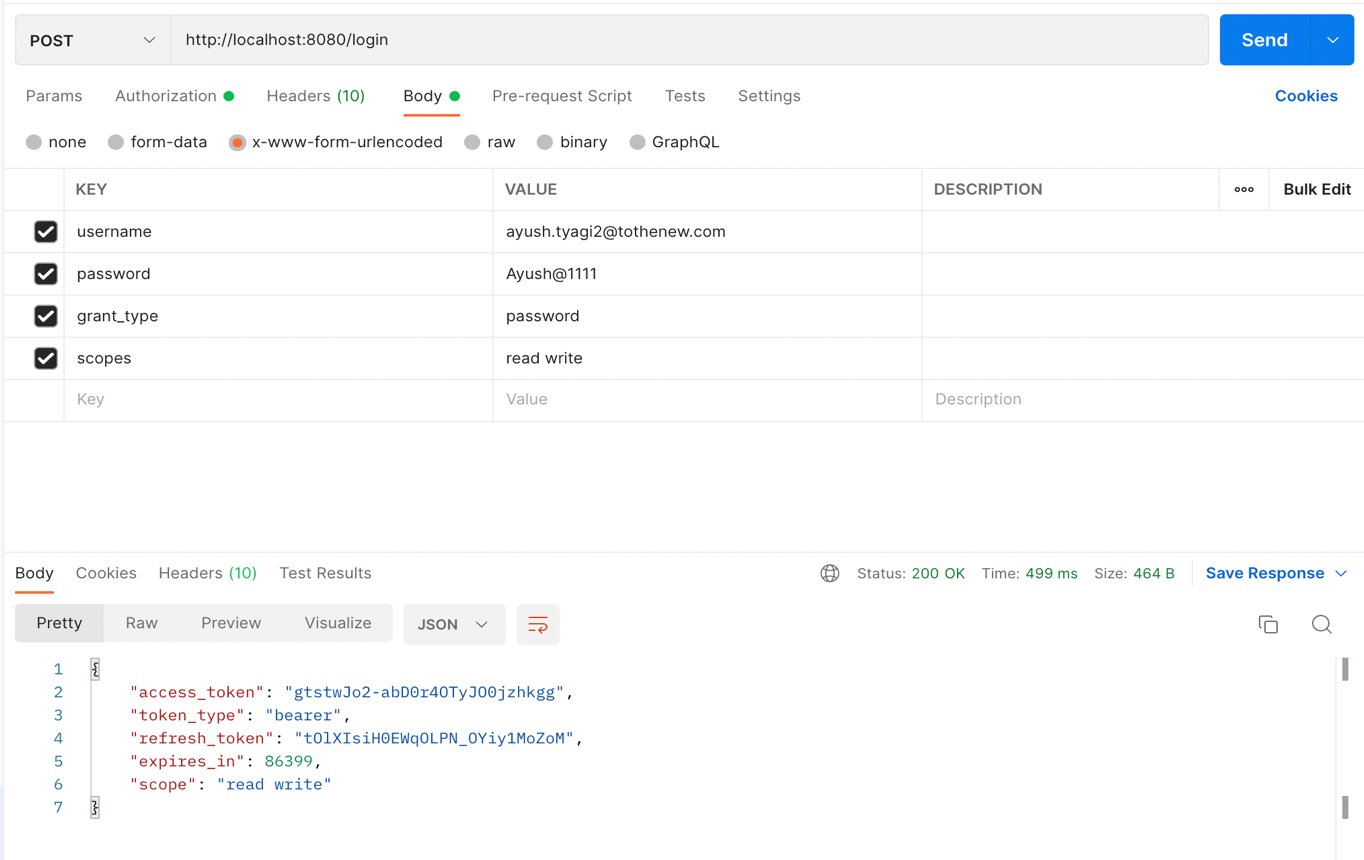 POST http://localhost:8080/login Send
Params Authorization Headers (10) Body Pre-request Script Tests Settings Cookies
none form-data x-www-form-urlencoded raw binary GraphQL
KEY VALUE DESCRIPTION ooo Bulk Edit
username ayush.tyagi2@tothenew.com
password Ayush@1111
grant_type password
scopes read write
Key Value Description
Body Cookies Headers (10) Test Results Status: 200 OK Time: 499 ms Size: 464 B Save Response
Pretty Raw Preview Visualize JSON
1 {
2 "access_token": "gtstwJo2-abD0r4OTyJO0jzhkgg",
3 "token_type": "bearer",
4 "refresh_token": "tOlXIsiH0EWqOLPN_OYiy1MoZoM",
5 "expires_in": 86399,
6 "scope": "read write"
7 }